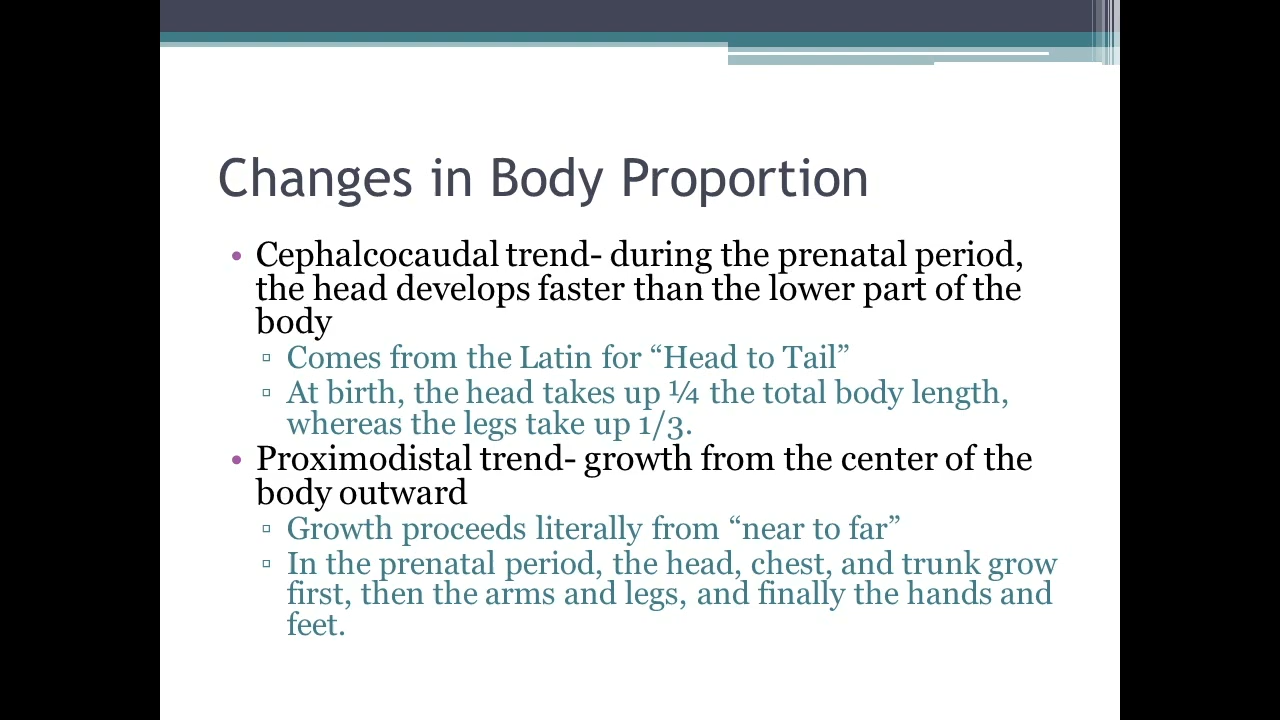 Changes in Body Proportion
• Cephalcocaudal trend- during the prenatal period,
the head develops faster than the lower part of the
body
▫ Comes from the Latin for “Head to Tail”
▫ At birth, the head takes up ¼ the total body length,
whereas the legs take up 1/3.
• Proximodistal trend- growth from the center of the
body outward
▫ Growth proceeds literally from “near to far”
▫ In the prenatal period, the head, chest, and trunk grow
first, then the arms and legs, and finally the hands and
feet.